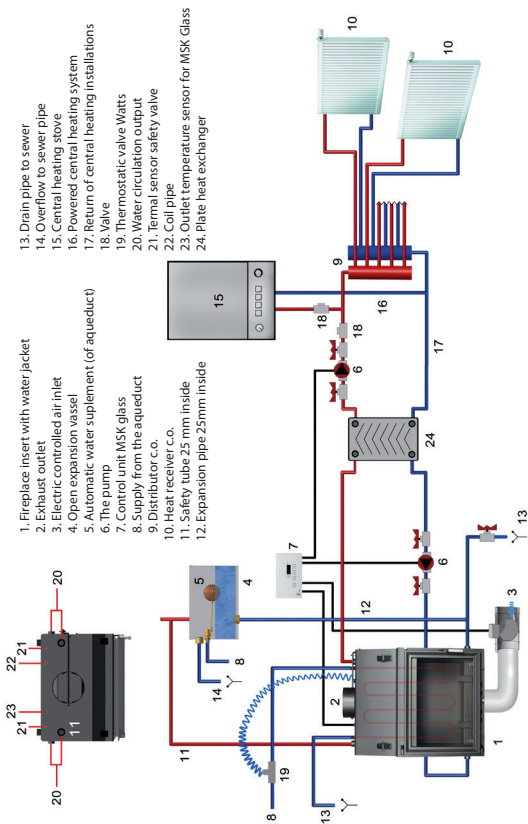 1. Fireplace insert with water jacket
2. Exhaust outlet
3. Electric controlled air inlet
4. Open expansion vassel
5. Automatic water suplement (of aqueduct)
6. The pump
7. Control unit MSK glass
8. Supply from the aqueduct
9. Distributor c.o.
10. Heat receiver c.o.
11. Safety tube 25 mm inside
12. Expansion pipe 25mm inside
13. Drain pipe to sewer
14. Overflow to sewer pipe
15. Central heating stove
16. Powered central heating system
17. Return of central heating installations
18. Valve
19. Thermostatic valve Watts
20. Water circulation output
21. Termal sensor safety valve
22. Coil pipe
23. Outlet temperature sensor for MSK Glass
24. Plate heat exchanger
20
21
23
22
21
20
11
11
14
8
5
4
7
15
18
18
6
9
16
10
10
8
19
13
2
12
24
17
6
13
3
1